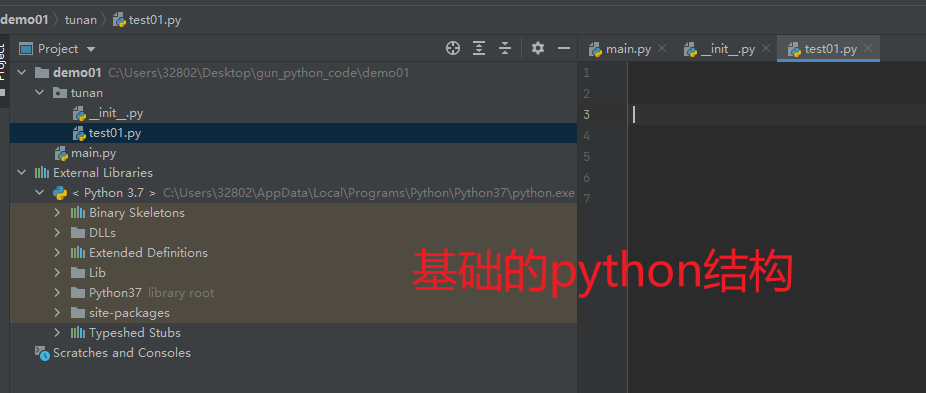 demo01 〉 tunan 〉 test01.py
Project
Project
main.py
__init__.py
test01.py
demo01 C:\Users\32802\Desktop\gun_python_code\demo01
tunan
__init__.py
test01.py
main.py
External Libraries
< Python 3.7 > C:\Users\32802\AppData\Local\Programs\Python\Python37\python.exe
Binary Skeletons
DLLs
Extended Definitions
Lib
Python37 library root
site-packages
Typeshed Stubs
Scratches and Consoles
1
2
3
4
5
6
7
基础的python结构